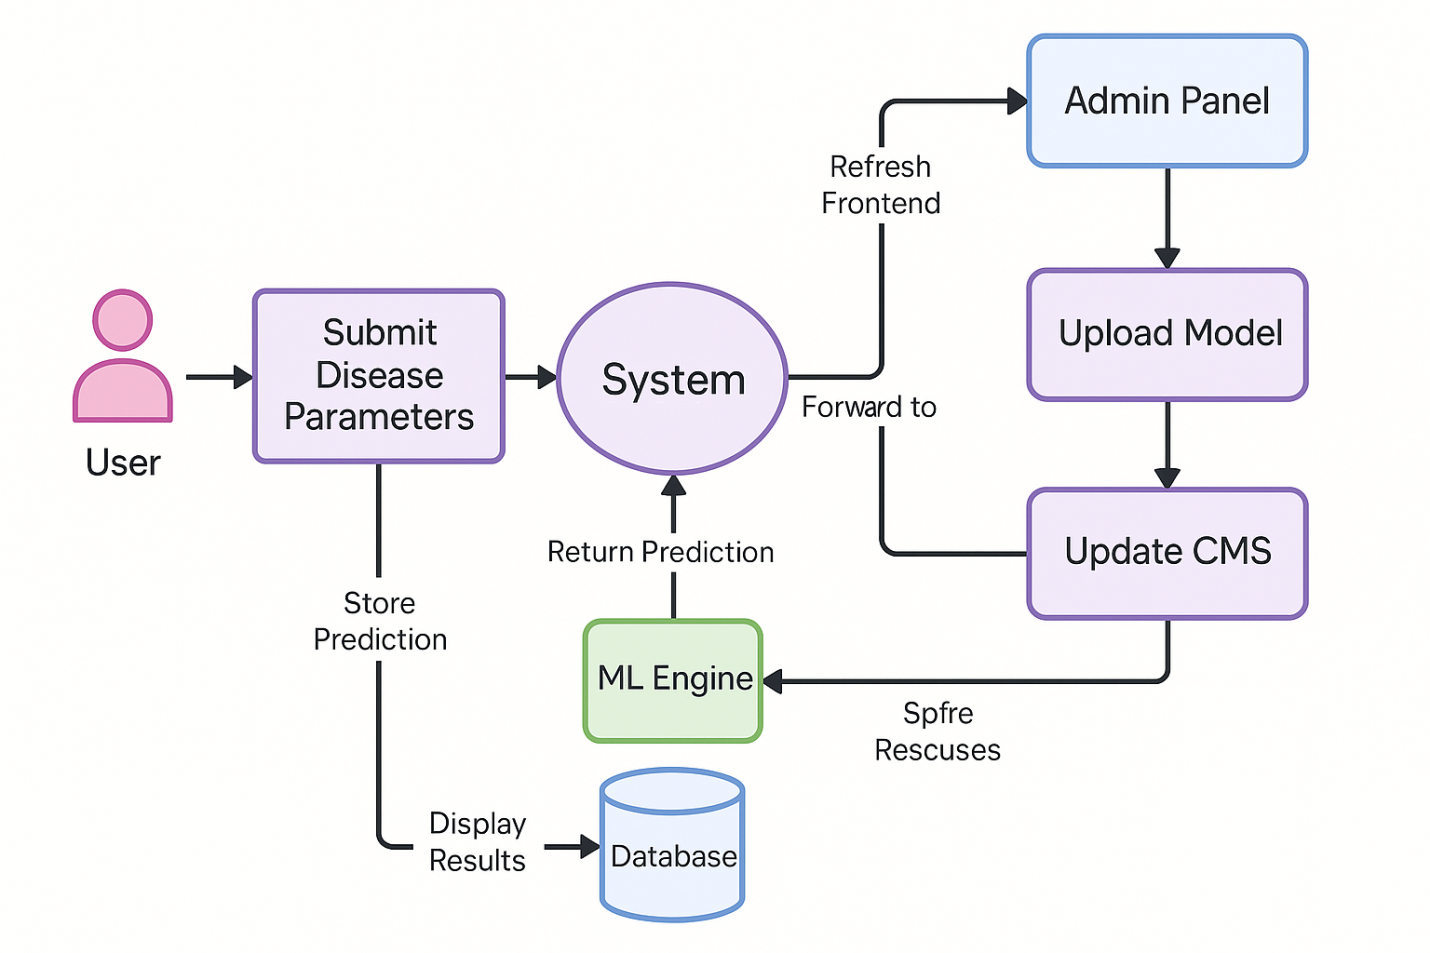 Admin Panel
Refresh
Frontend
Upload Model
Submit
Disease
Parameters
System
Forward to
User
Update CMS
Return Prediction
Store
Prediction
ML Engine
Spfre
Rescuses
Display
Results
Database